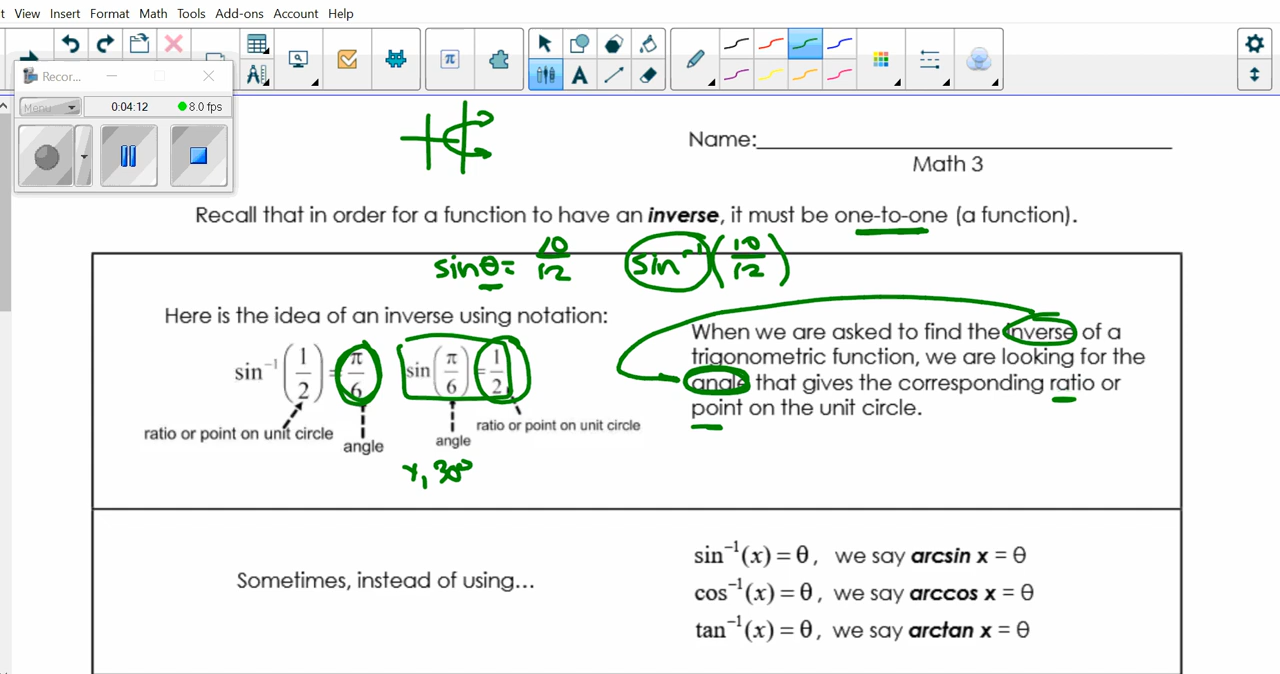 View Insert Format Math Tools Add-ons Account Help
Recor...
Menu 0:04:12 8.0 fps
Name:
Math 3
Recall that in order for a function to have an inverse, it must be one-to-one (a function).
sinθ = 10/12 sin⁻¹(10/12)
Here is the idea of an inverse using notation:
sin⁻¹(1/2) = π/6 sin(π/6) = 1/2
ratio or point on unit circle angle angle ratio or point on unit circle
30°
When we are asked to find the inverse of a
trigonometric function, we are looking for the
angle that gives the corresponding ratio or
point on the unit circle.
Sometimes, instead of using...
sin⁻¹(x) = θ, we say arcsin x = θ
cos⁻¹(x) = θ, we say arccos x = θ
tan⁻¹(x) = θ, we say arctan x = θ